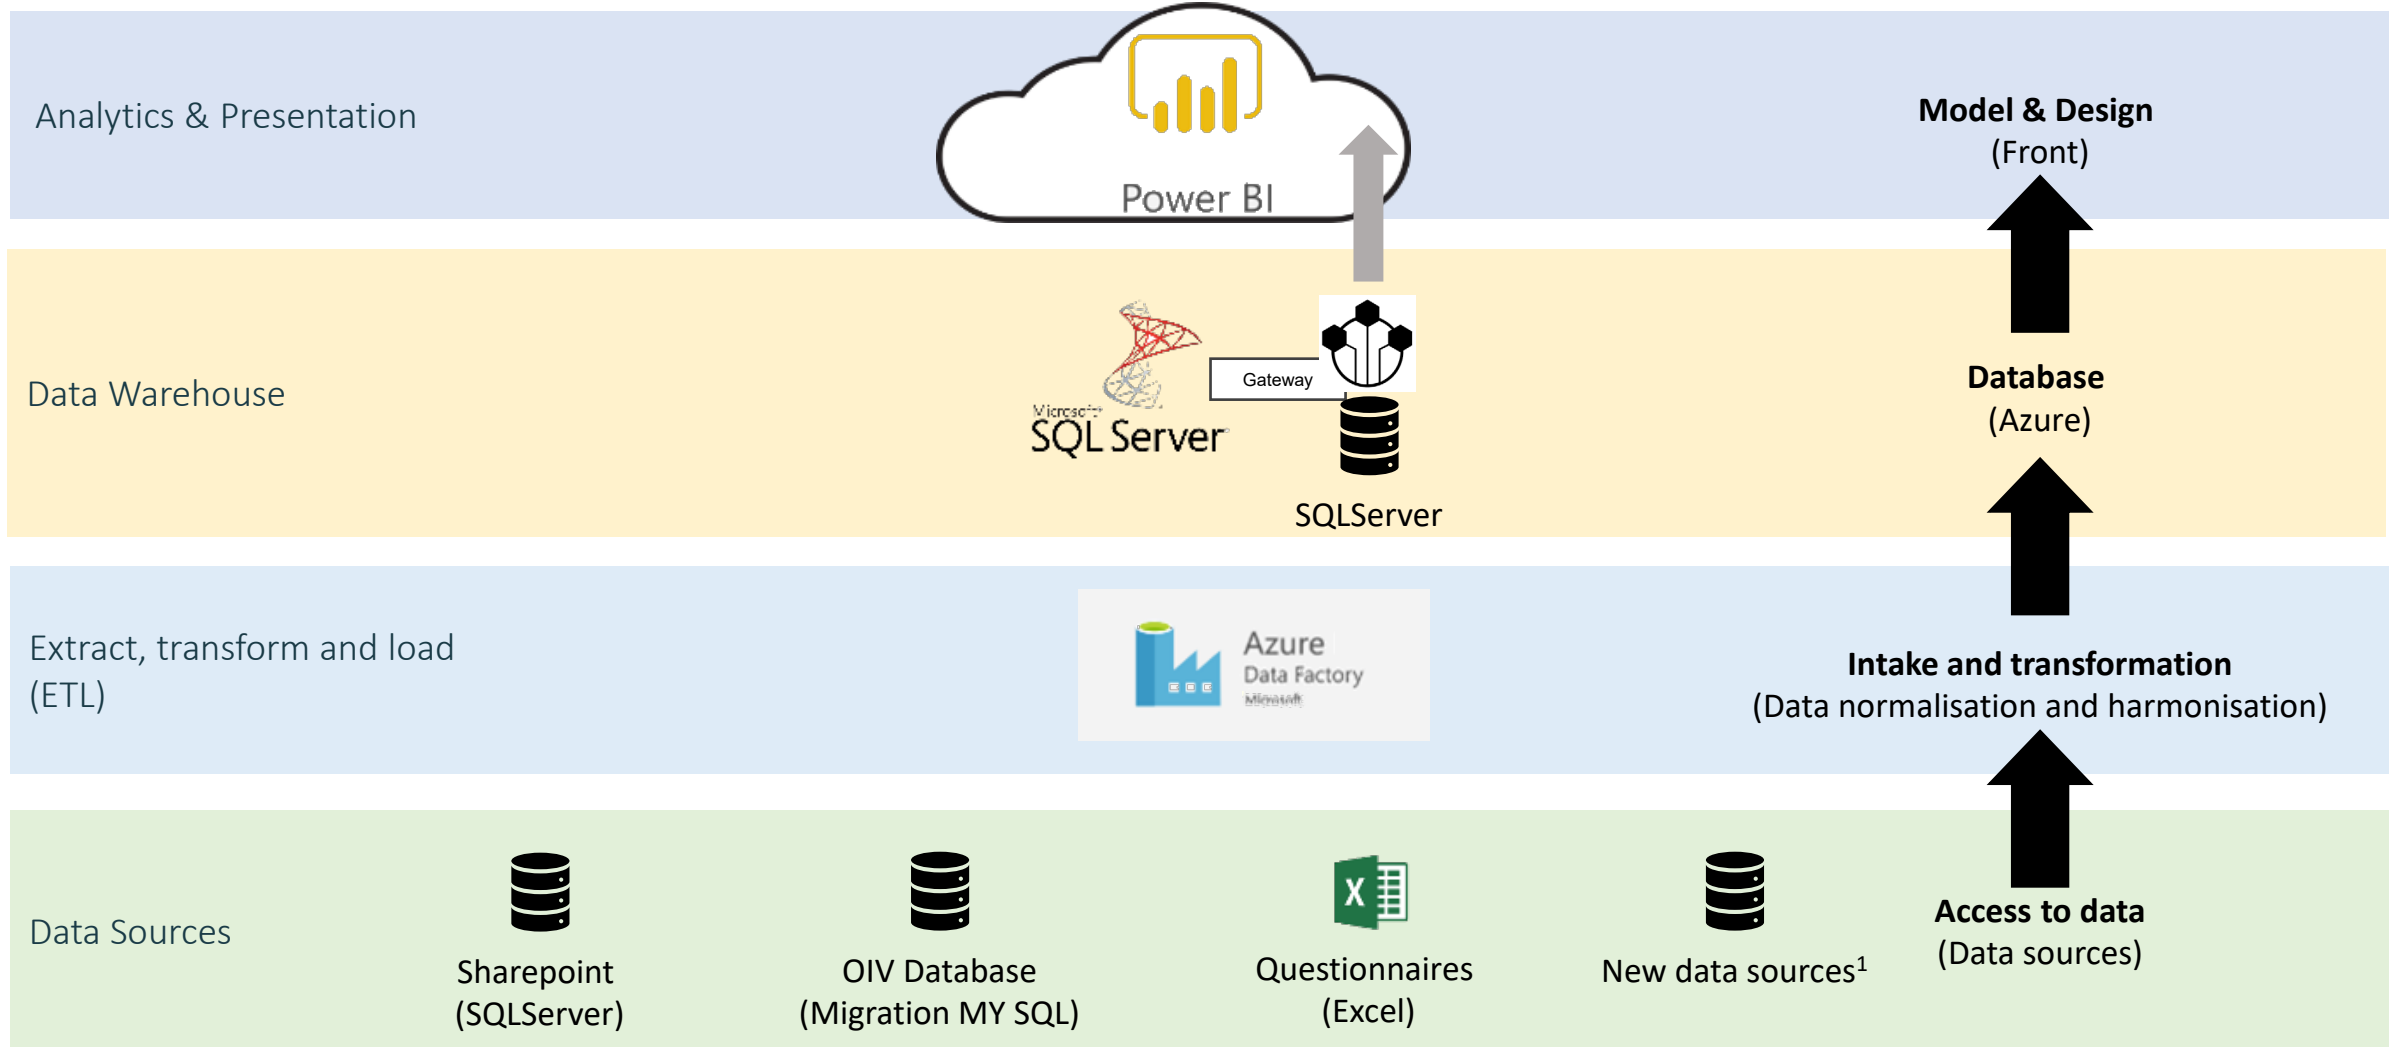 Analytics & Presentation
Power BI
Model & Design
(Front)
Data Warehouse
Microsoft
SQL Server
Gateway
SQLServer
Database
(Azure)
Extract, transform and load
(ETL)
Azure
Data Factory
Microsoft
Intake and transformation
(Data normalisation and harmonisation)
Data Sources
Sharepoint
(SQLServer)
OIV Database
(Migration MY SQL)
X
Questionnaires
(Excel)
New data sources¹
Access to data
(Data sources)